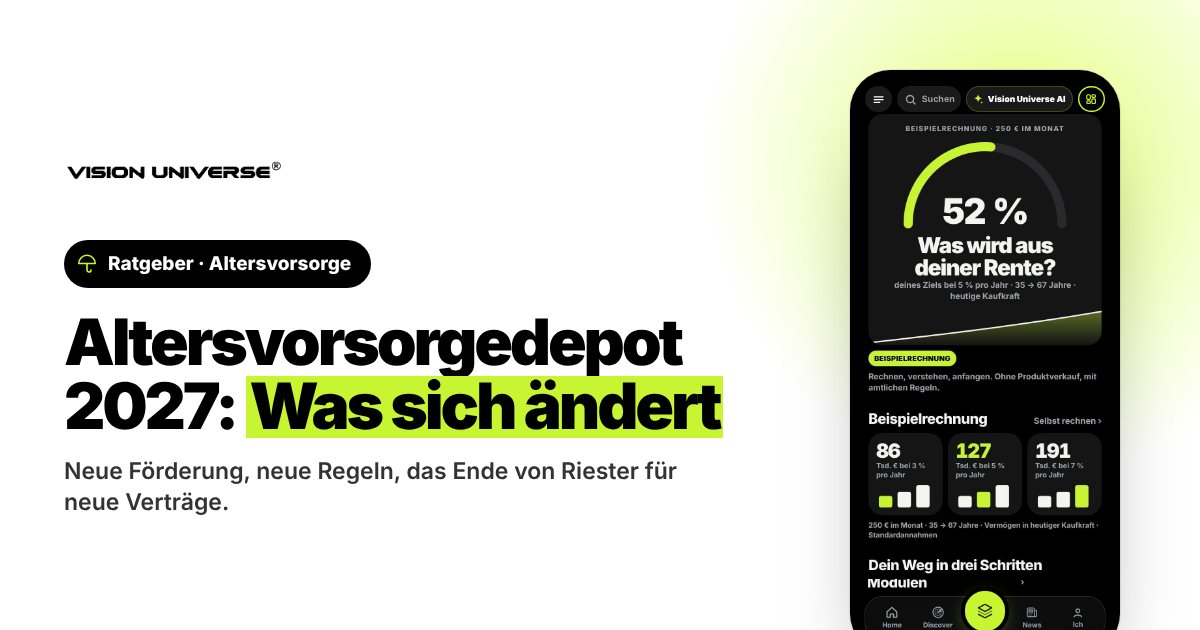 VISION UNIVERSE®
Ratgeber · Altersvorsorge
Altersvorsorgedepot
2027: Was sich ändert
Neue Förderung, neue Regeln, das Ende von Riester für
neue Verträge.
Suchen
Vision Universe AI
BEISPIELRECHNUNG · 250 € IM MONAT
52 %
Was wird aus
deiner Rente?
deines Ziels bei 5 % pro Jahr · 35 → 67 Jahre ·
heutige Kaufkraft
BEISPIELRECHNUNG
Rechnen, verstehen, anfangen. Ohne Produktverkauf, mit
amtlichen Regeln.
Beispielrechnung
Selbst rechnen ›
86
Tsd. € bei 3 %
pro Jahr
127
Tsd. € bei 5 %
pro Jahr
191
Tsd. € bei 7 %
pro Jahr
250 € im Monat · 35 → 67 Jahre · Vermögen in heutiger Kaufkraft ·
Standardannahmen
Dein Weg in drei Schritten
Modulen ›
Home
Discover
News
Ich